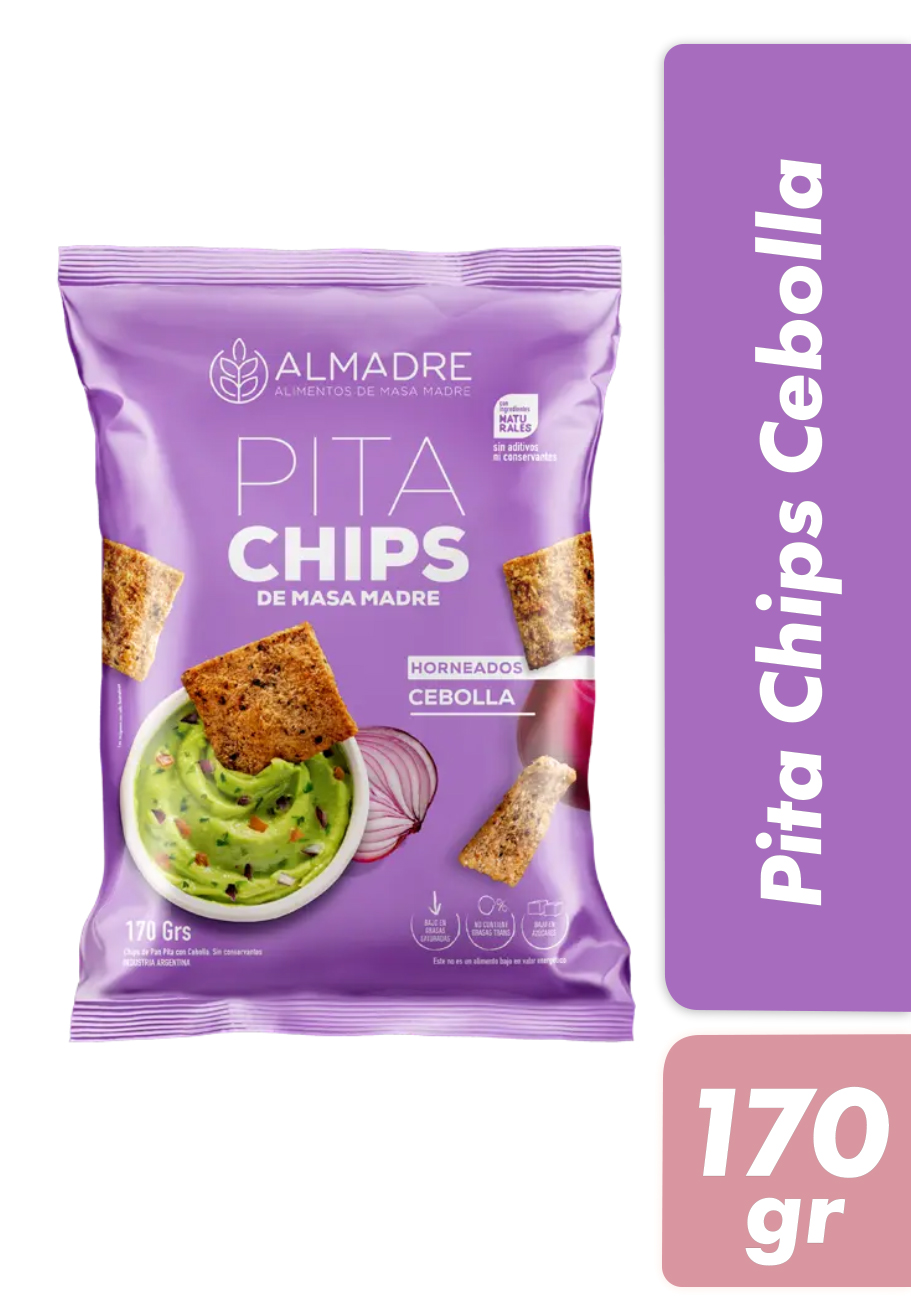 ALMADRE
ALIMENTOS DE MASA MADRE
con
ingredientes
NATU
RALES
sin aditivos
ni conservantes
PITA
CHIPS
DE MASA MADRE
HORNEADOS
CEBOLLA
170 Grs
Chips de Pan Pita con Cebolla. Sin conservantes
INDUSTRIA ARGENTINA
BAJO EN
GRASAS
SATURADAS
0%
NO CONTIENE
GRASAS TRANS
BAJO EN
AZÚCARES
Este no es un alimento bajo en valor energético
Pita Chips Cebolla
170
gr